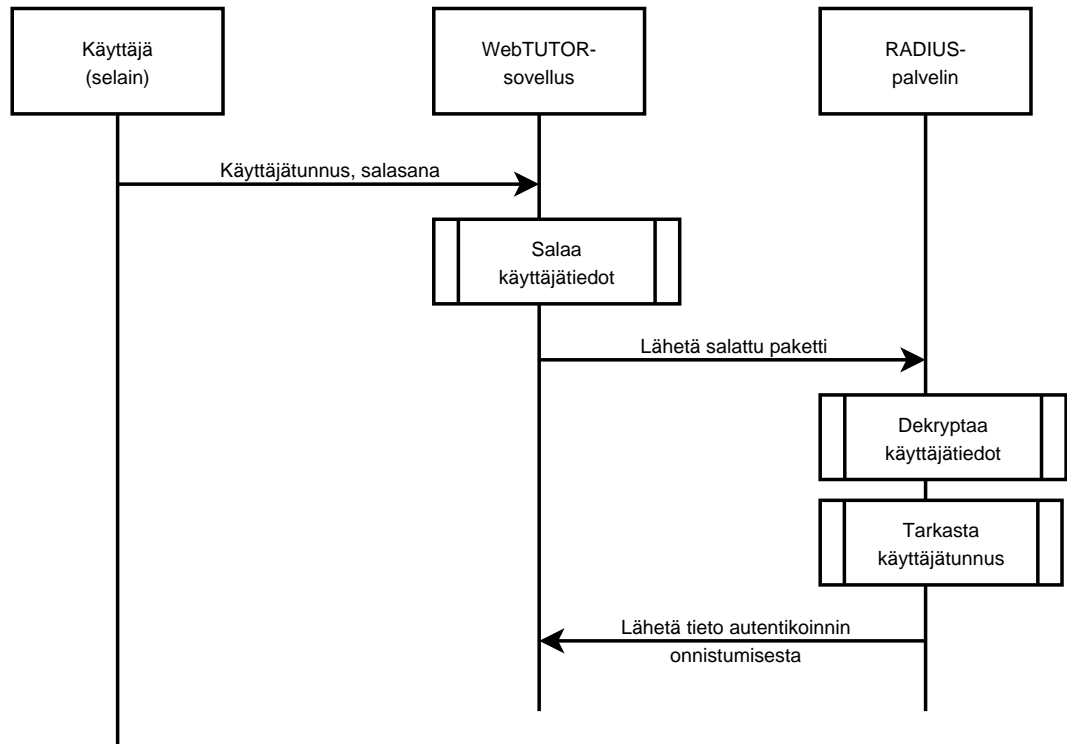 Käyttäjä
(selain)
WebTUTOR-
sovellus
RADIUS-
palvelin
Käyttäjätunnus, salasana
Salaa
käyttäjätiedot
Lähetä salattu paketti
Dekryptaa
käyttäjätiedot
Tarkasta
käyttäjätunnus
Lähetä tieto autentikoinnin
onnistumisesta